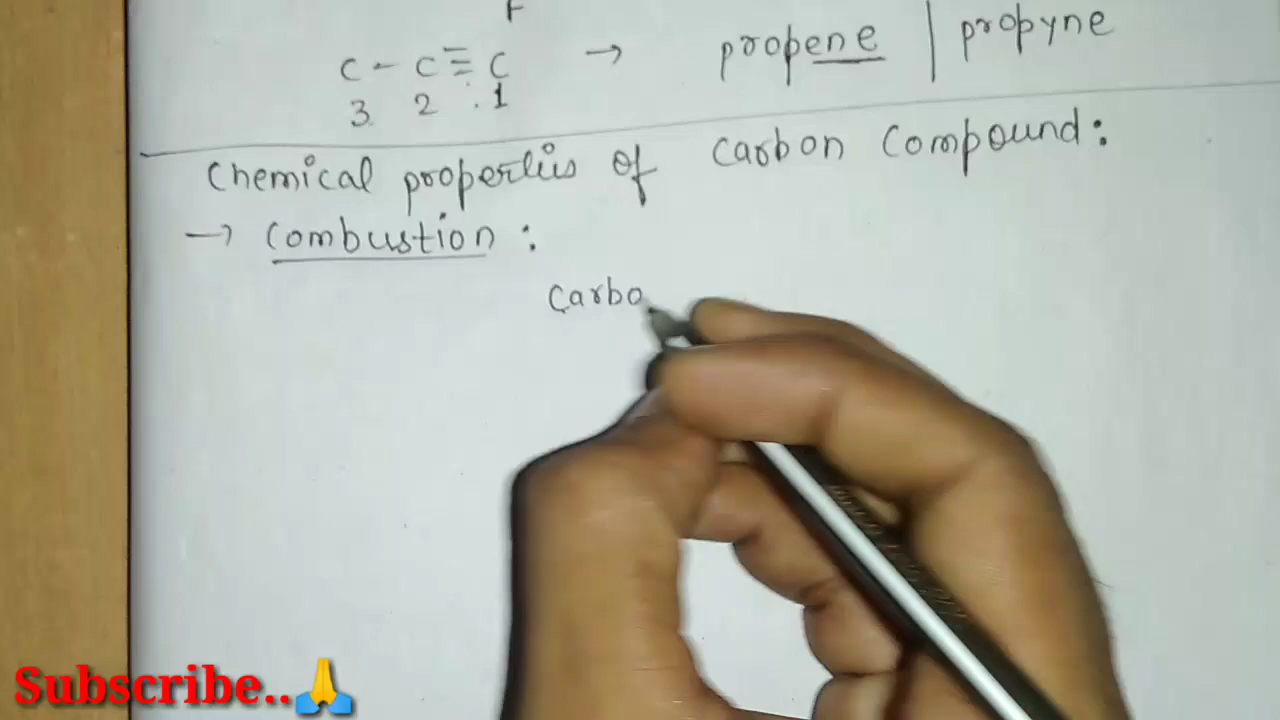 C - C ≡ C → propene | propyne
3. 2 . 1
Chemical properties of Carbon Compound:
→ Combustion :
Carbo
Subscribe..🙏